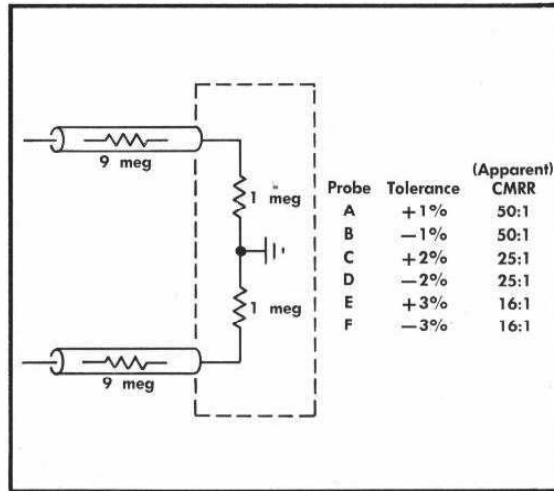 9 meg
1 meg
1 meg
9 meg
(Apparent)
Probe Tolerance CMRR
A +1% 50:1
B −1% 50:1
C +2% 25:1
D −2% 25:1
E +3% 16:1
F −3% 16:1